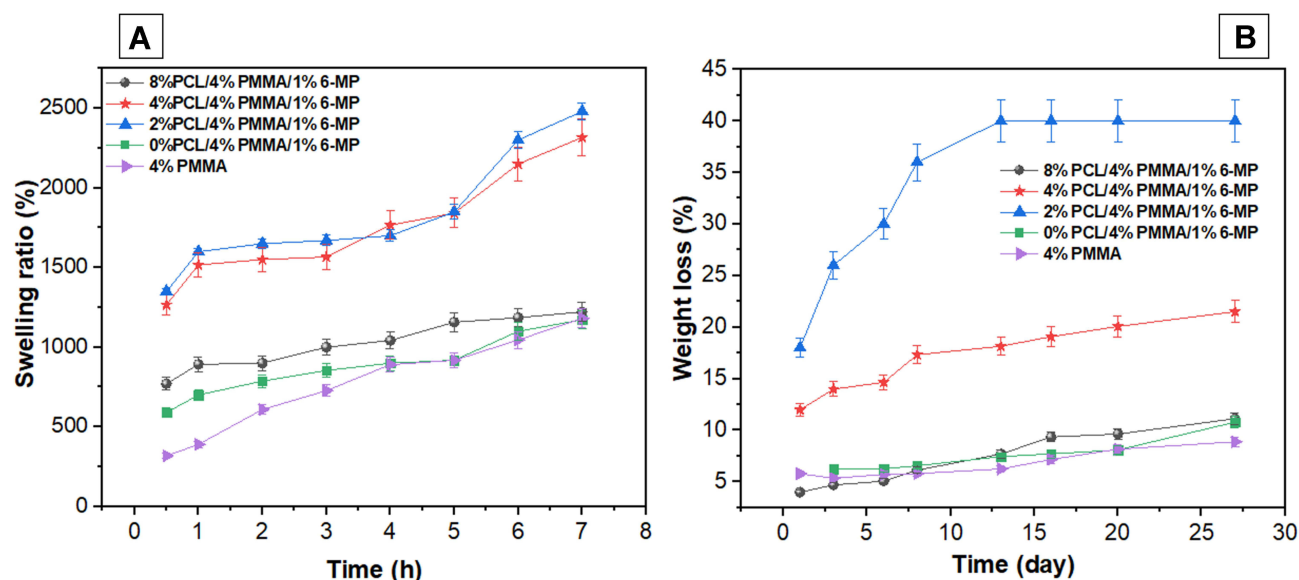 A
Swelling ratio (%)
2500
2000
1500
1000
500
0
8%PCL/4% PMMA/1% 6-MP
4%PCL/4% PMMA/1% 6-MP
2%PCL/4% PMMA/1% 6-MP
0%PCL/4% PMMA/1% 6-MP
4% PMMA
0 1 2 3 4 5 6 7 8
Time (h)
B
Weight loss (%)
45
40
35
30
25
20
15
10
5
8% PCL/4% PMMA/1% 6-MP
4% PCL/4% PMMA/1% 6-MP
2% PCL/4% PMMA/1% 6-MP
0% PCL/4% PMMA/1% 6-MP
4% PMMA
0 5 10 15 20 25 30
Time (day)